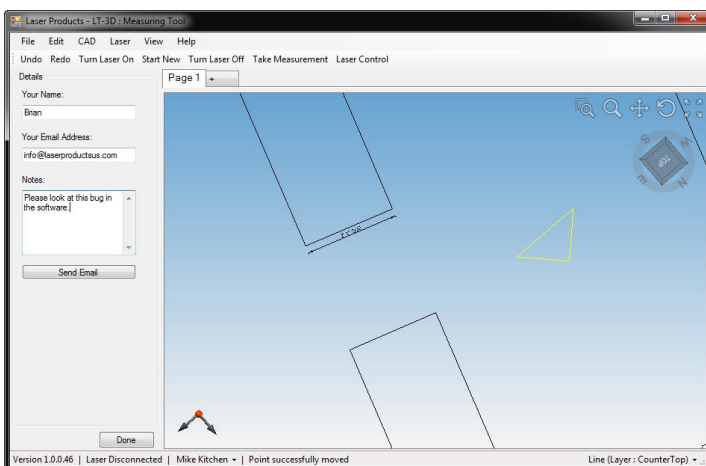 Laser Products - LT-3D : Measuring Tool
File Edit CAD Laser View Help
Undo Redo Turn Laser On Start New Turn Laser Off Take Measurement Laser Control
Details
Page 1 +
Your Name:
Brian
Your Email Address:
info@laserproductsus.com
Notes:
Please look at this bug in
the software.
Send Email
S W
TOP
E N
Done
Version 1.0.0.46 | Laser Disconnected | Mike Kitchen | Point successfully moved Line (Layer : CounterTop)